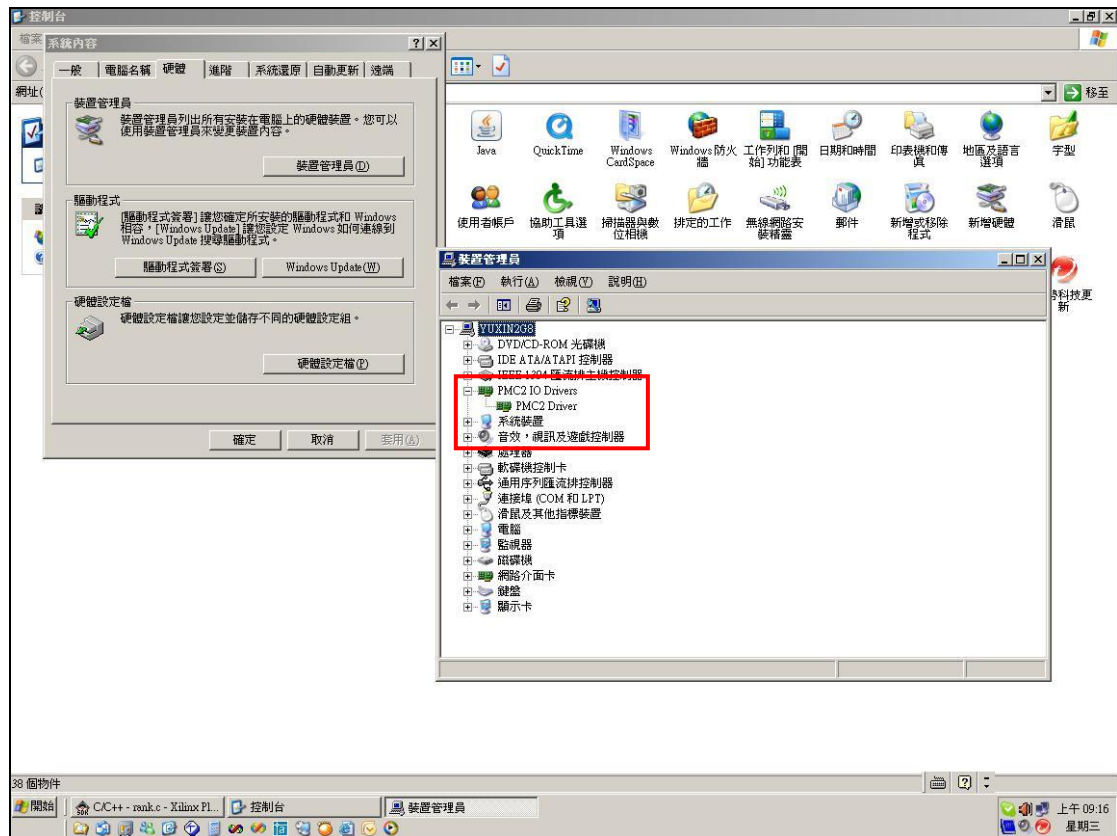 控制台
檔案
系統內容
一般
電腦名稱
硬體
進階
系統還原
自動更新
遠端
網址(
移至
裝置管理員
裝置管理員列出所有安裝在電腦上的硬體裝置。您可以
使用裝置管理員來變更裝置內容。
裝置管理員(D)
驅動程式
[驅動程式簽署] 讓您確定所安裝的驅動程式和 Windows
相容，[Windows Update] 讓您設定 Windows 如何連線到
Windows Update 搜尋驅動程式。
驅動程式簽署(S)
Windows Update(W)
硬體設定檔
硬體設定檔讓您設定並儲存不同的硬體設定組。
硬體設定檔(P)
確定
取消
套用(A)
Java
QuickTime
Windows
CardSpace
Windows 防火
牆
工作列和 [開
始] 功能表
日期和時間
印表機和傳
真
地區及語言
選項
字型
使用者帳戶
協助工具選
項
掃描器與數
位相機
排定的工作
無線網路安
裝精靈
郵件
新增或移除
程式
新增硬體
滑鼠
科技更
新
裝置管理員
檔案(F)
執行(A)
檢視(V)
說明(H)
YUXIN2G8
DVD/CD-ROM 光碟機
IDE ATA/ATAPI 控制器
IEEE 1394 匯流排主機控制器
PMC2 IO Drivers
PMC2 Driver
系統裝置
音效，視訊及遊戲控制器
處理器
軟碟機控制卡
通用序列匯流排控制器
連接埠 (COM 和 LPT)
滑鼠及其他指標裝置
電腦
監視器
磁碟機
網路介面卡
鍵盤
顯示卡
38 個物件
開始
C/C++ - rank.c - Xilinx Pl...
控制台
裝置管理員
上午 09:16
星期三